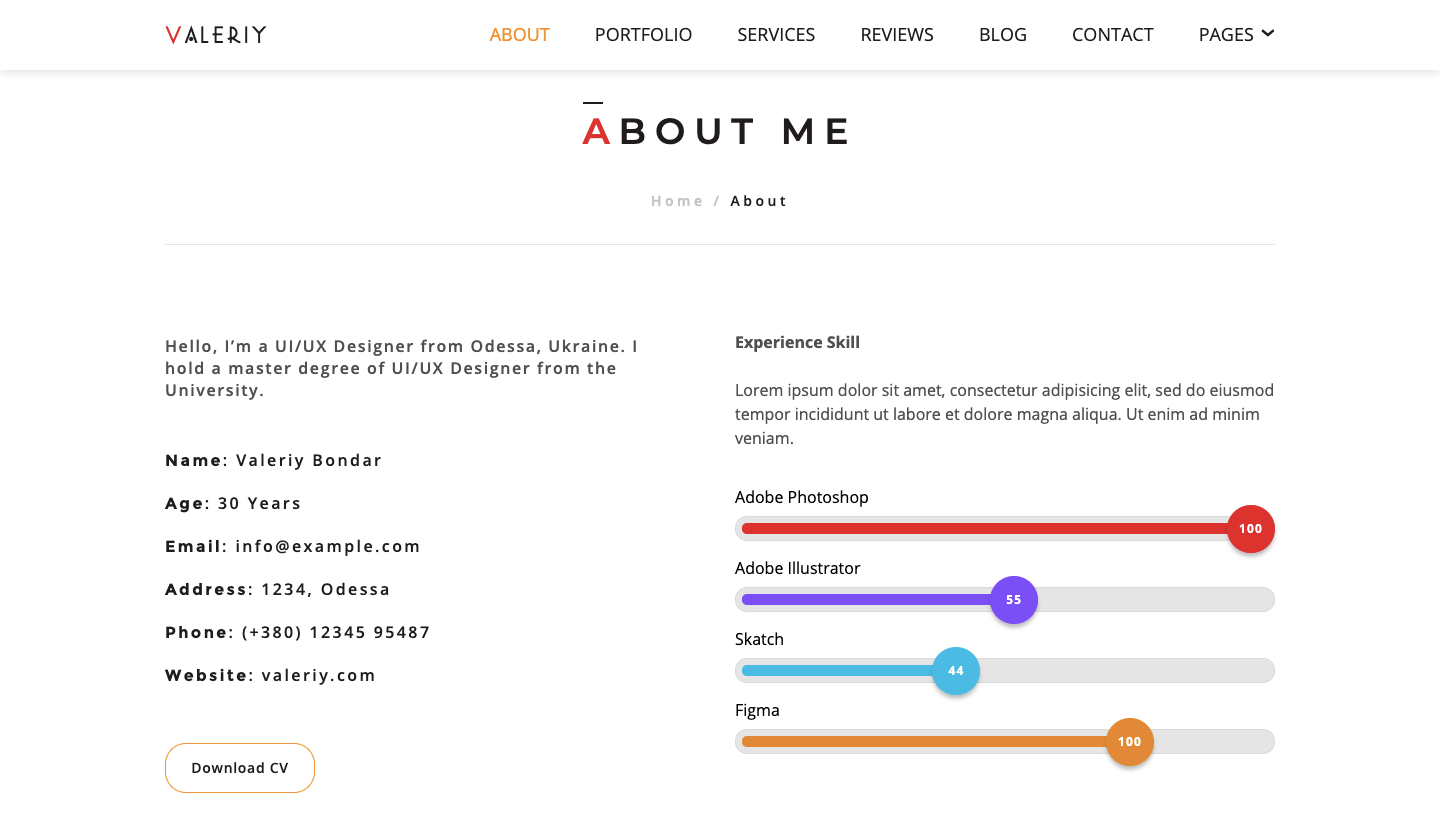 VALERIY
ABOUT PORTFOLIO SERVICES REVIEWS BLOG CONTACT PAGES
ABOUT ME
Home / About
Hello, I’m a UI/UX Designer from Odessa, Ukraine. I
hold a master degree of UI/UX Designer from the
University.
Name: Valeriy Bondar
Age: 30 Years
Email: info@example.com
Address: 1234, Odessa
Phone: (+380) 12345 95487
Website: valeriy.com
Download CV
Experience Skill
Lorem ipsum dolor sit amet, consectetur adipisicing elit, sed do eiusmod
tempor incididunt ut labore et dolore magna aliqua. Ut enim ad minim
veniam.
Adobe Photoshop
100
Adobe Illustrator
55
Skatch
44
Figma
100